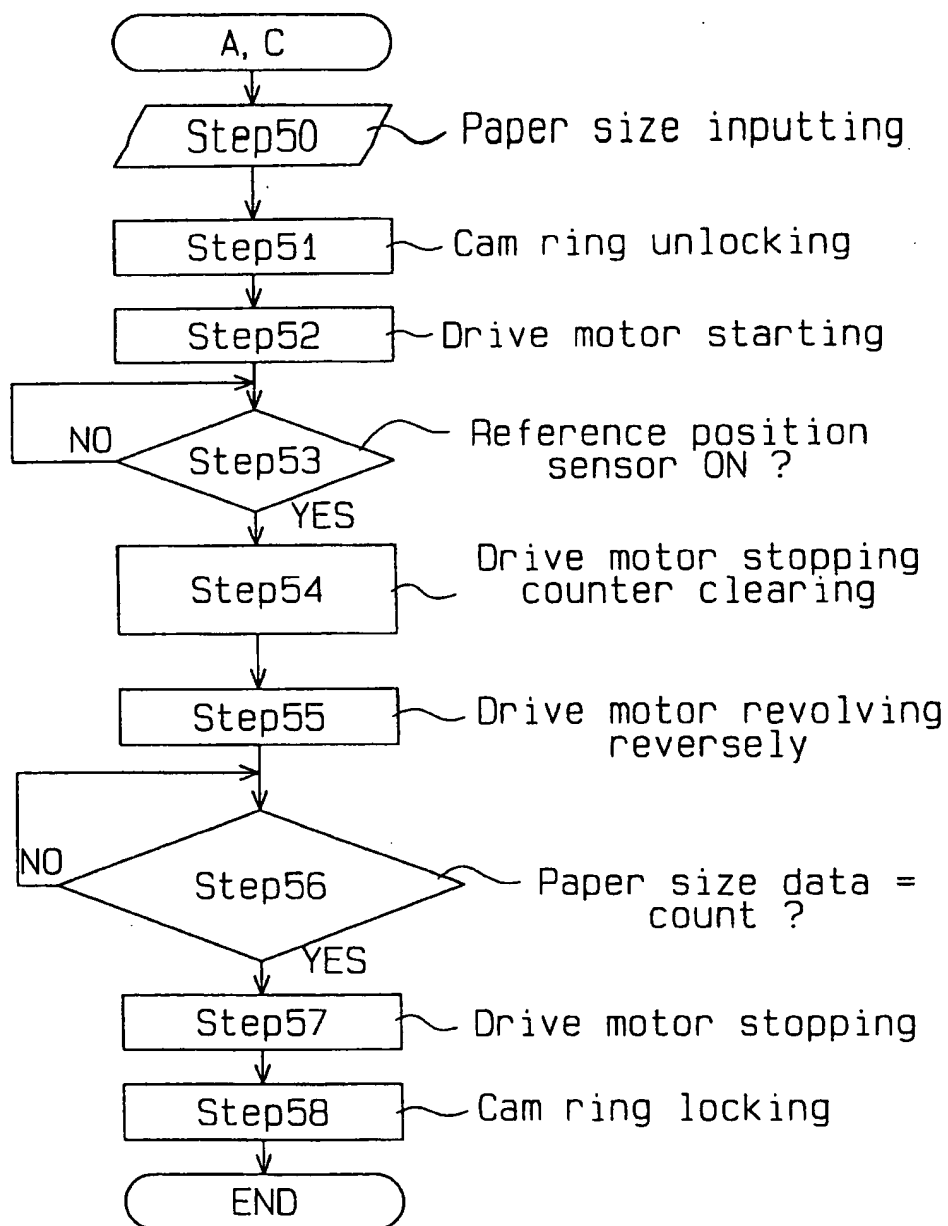 A, C
Step50
Paper size inputting
Step51
Cam ring unlocking
Step52
Drive motor starting
NO
Step53
Reference position
sensor ON ?
YES
Step54
Drive motor stopping
counter clearing
Step55
Drive motor revolving
reversely
NO
Step56
Paper size data =
count ?
YES
Step57
Drive motor stopping
Step58
Cam ring locking
END